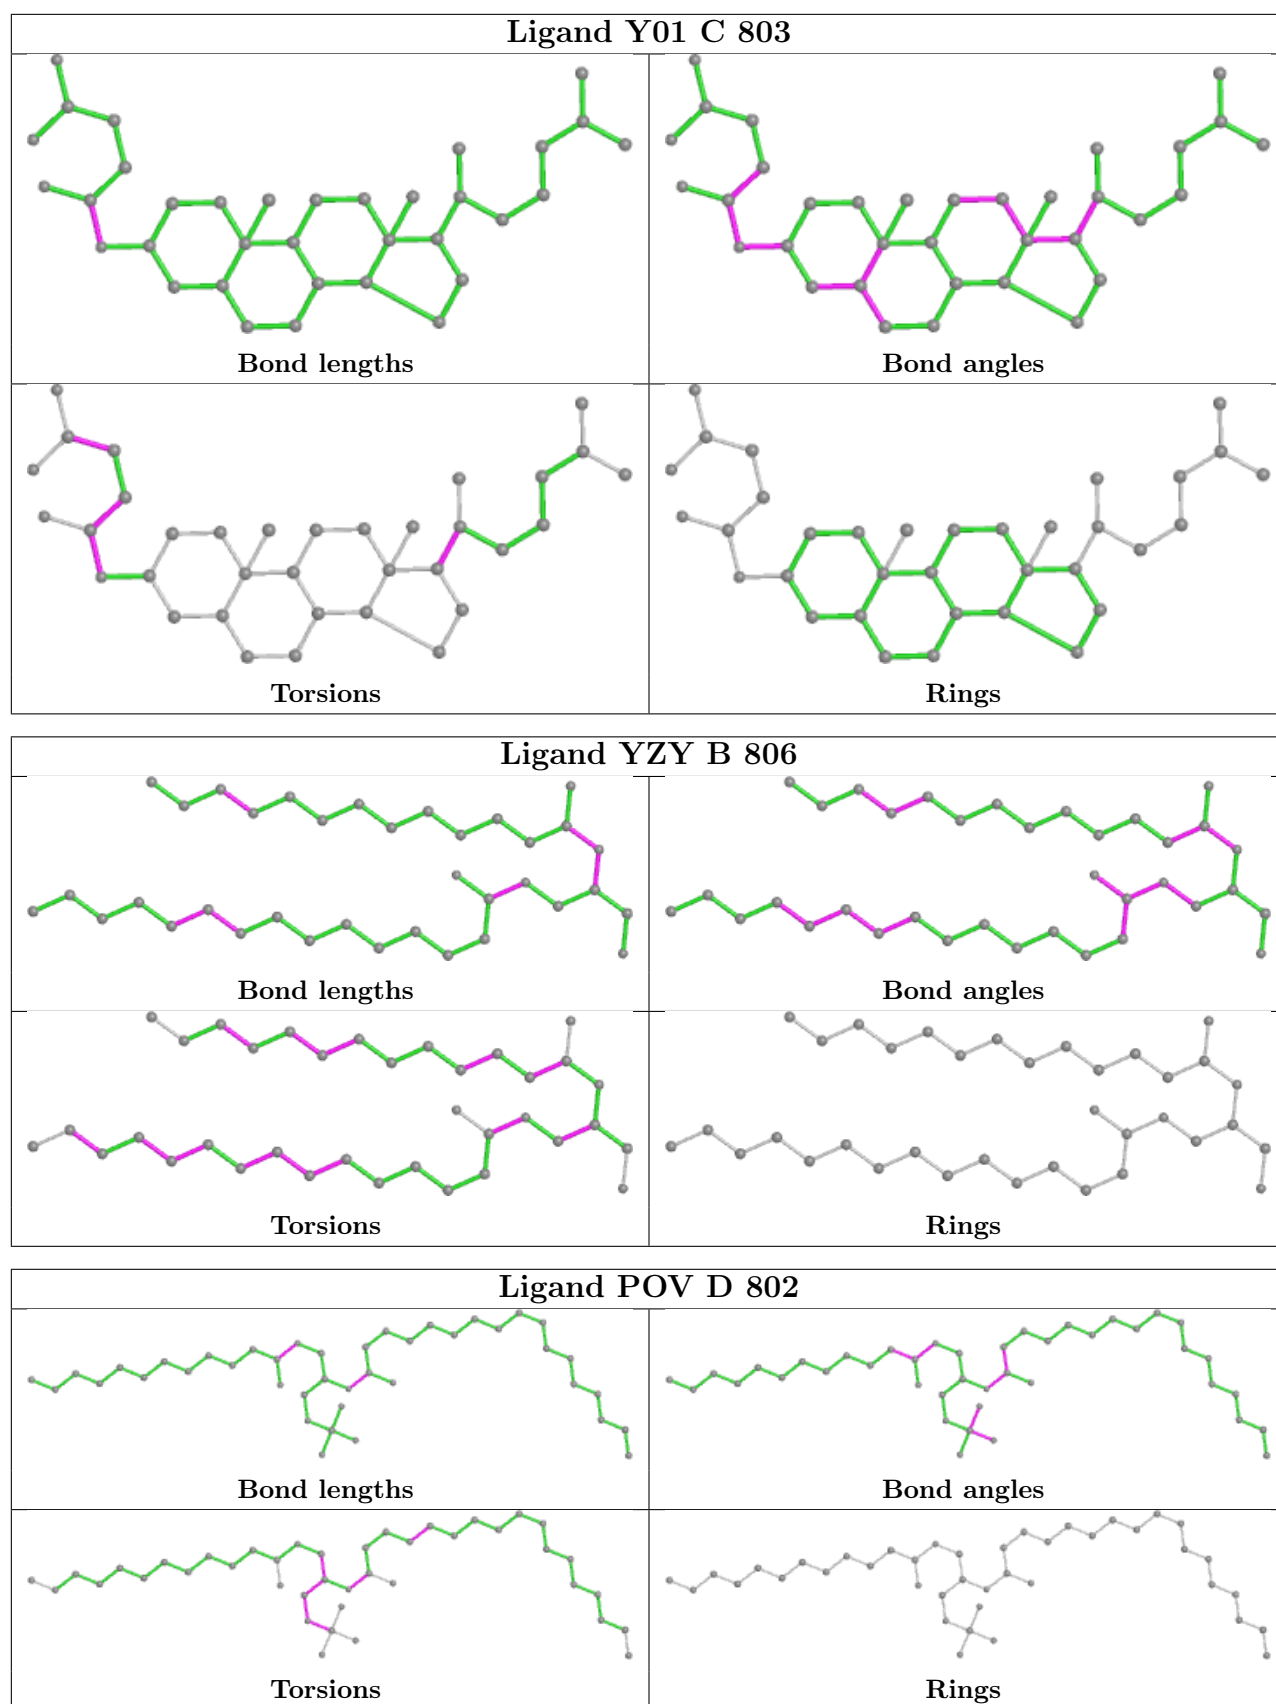 Ligand Y01 C 803
Bond lengths
Bond angles
Torsions
Rings
Ligand YZY B 806
Bond lengths
Bond angles
Torsions
Rings
Ligand POV D 802
Bond lengths
Bond angles
Torsions
Rings